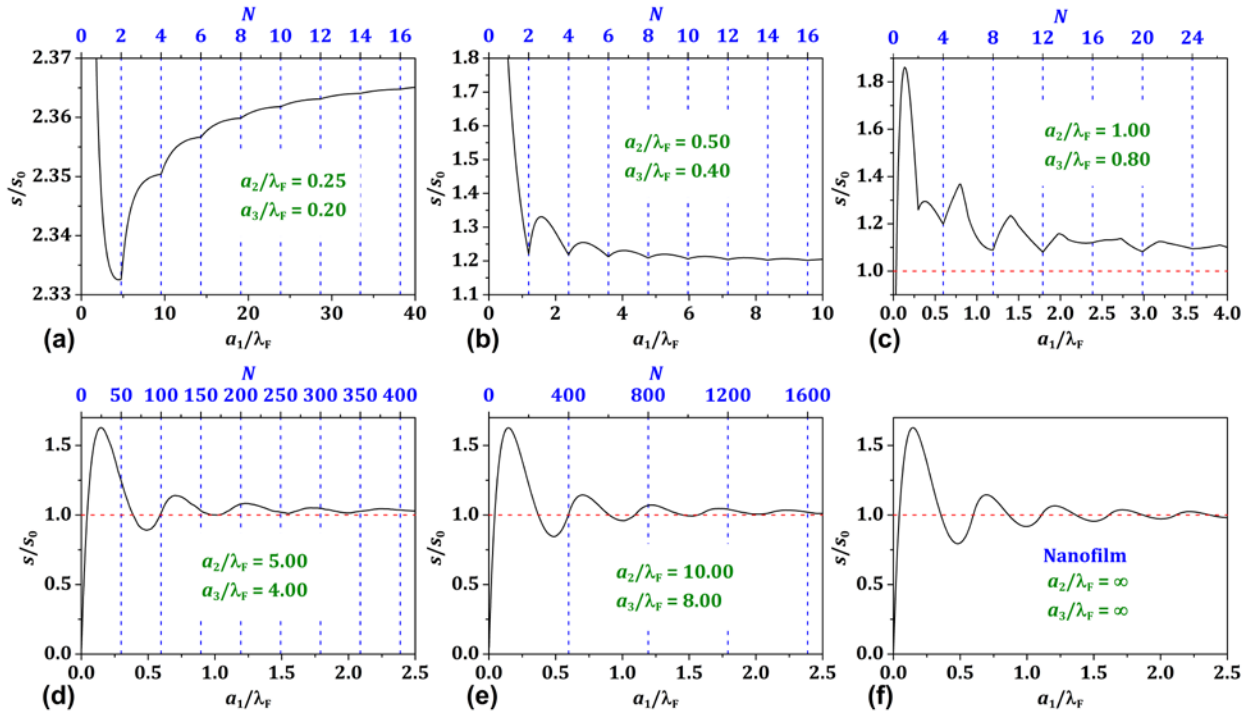 N
0 2 4 6 8 10 12 14 16
2.37
2.36
2.35
2.34
2.33
s/s₀
a₂/λF = 0.25
a₃/λF = 0.20
0 10 20 30 40
(a)
a₁/λF
N
0 2 4 6 8 10 12 14 16
1.8
1.7
1.6
1.5
1.4
1.3
1.2
1.1
s/s₀
a₂/λF = 0.50
a₃/λF = 0.40
0 2 4 6 8 10
(b)
a₁/λF
N
0 4 8 12 16 20 24
1.8
1.6
1.4
1.2
1.0
s/s₀
a₂/λF = 1.00
a₃/λF = 0.80
0.0 0.5 1.0 1.5 2.0 2.5 3.0 3.5 4.0
(c)
a₁/λF
N
0 50 100 150 200 250 300 350 400
1.5
1.0
0.5
0.0
s/s₀
a₂/λF = 5.00
a₃/λF = 4.00
0.0 0.5 1.0 1.5 2.0 2.5
(d)
a₁/λF
N
0 400 800 1200 1600
1.5
1.0
0.5
0.0
s/s₀
a₂/λF = 10.00
a₃/λF = 8.00
0.0 0.5 1.0 1.5 2.0 2.5
(e)
a₁/λF
1.5
1.0
0.5
0.0
s/s₀
Nanofilm
a₂/λF = ∞
a₃/λF = ∞
0.0 0.5 1.0 1.5 2.0 2.5
(f)
a₁/λF